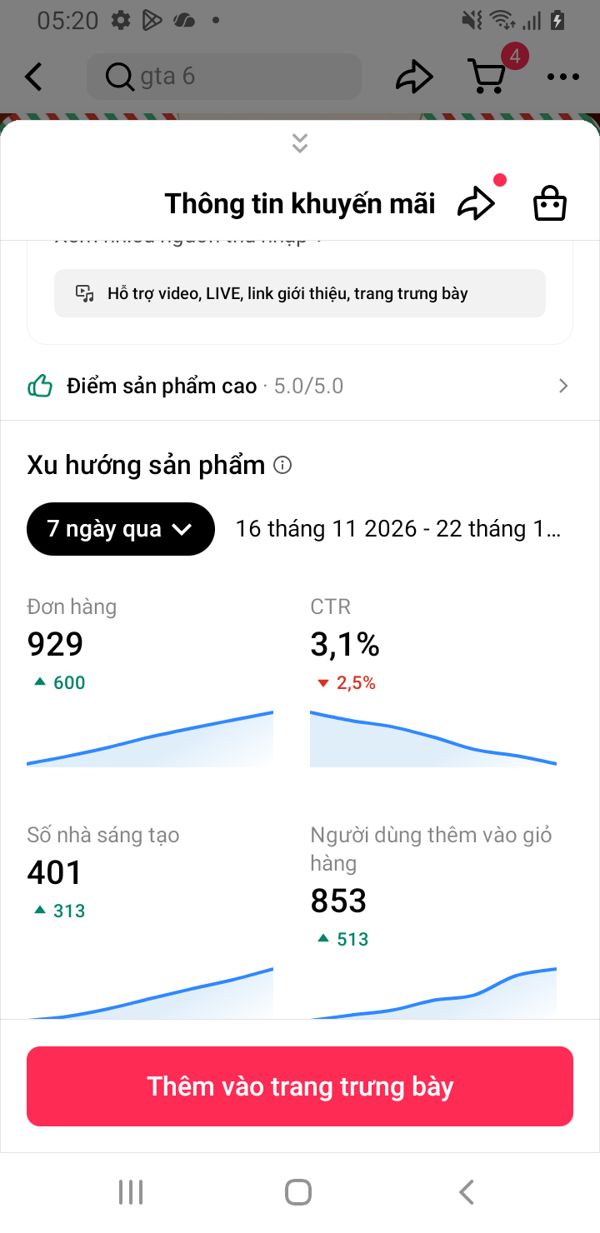 05:20
gta 6
4
Thông tin khuyến mãi
Hỗ trợ video, LIVE, link giới thiệu, trang trưng bày
Điểm sản phẩm cao · 5.0/5.0
Xu hướng sản phẩm
7 ngày qua
16 tháng 11 2026 - 22 tháng 1...
Đơn hàng
929
600
CTR
3,1%
2,5%
Số nhà sáng tạo
401
313
Người dùng thêm vào giỏ
hàng
853
513
Thêm vào trang trưng bày